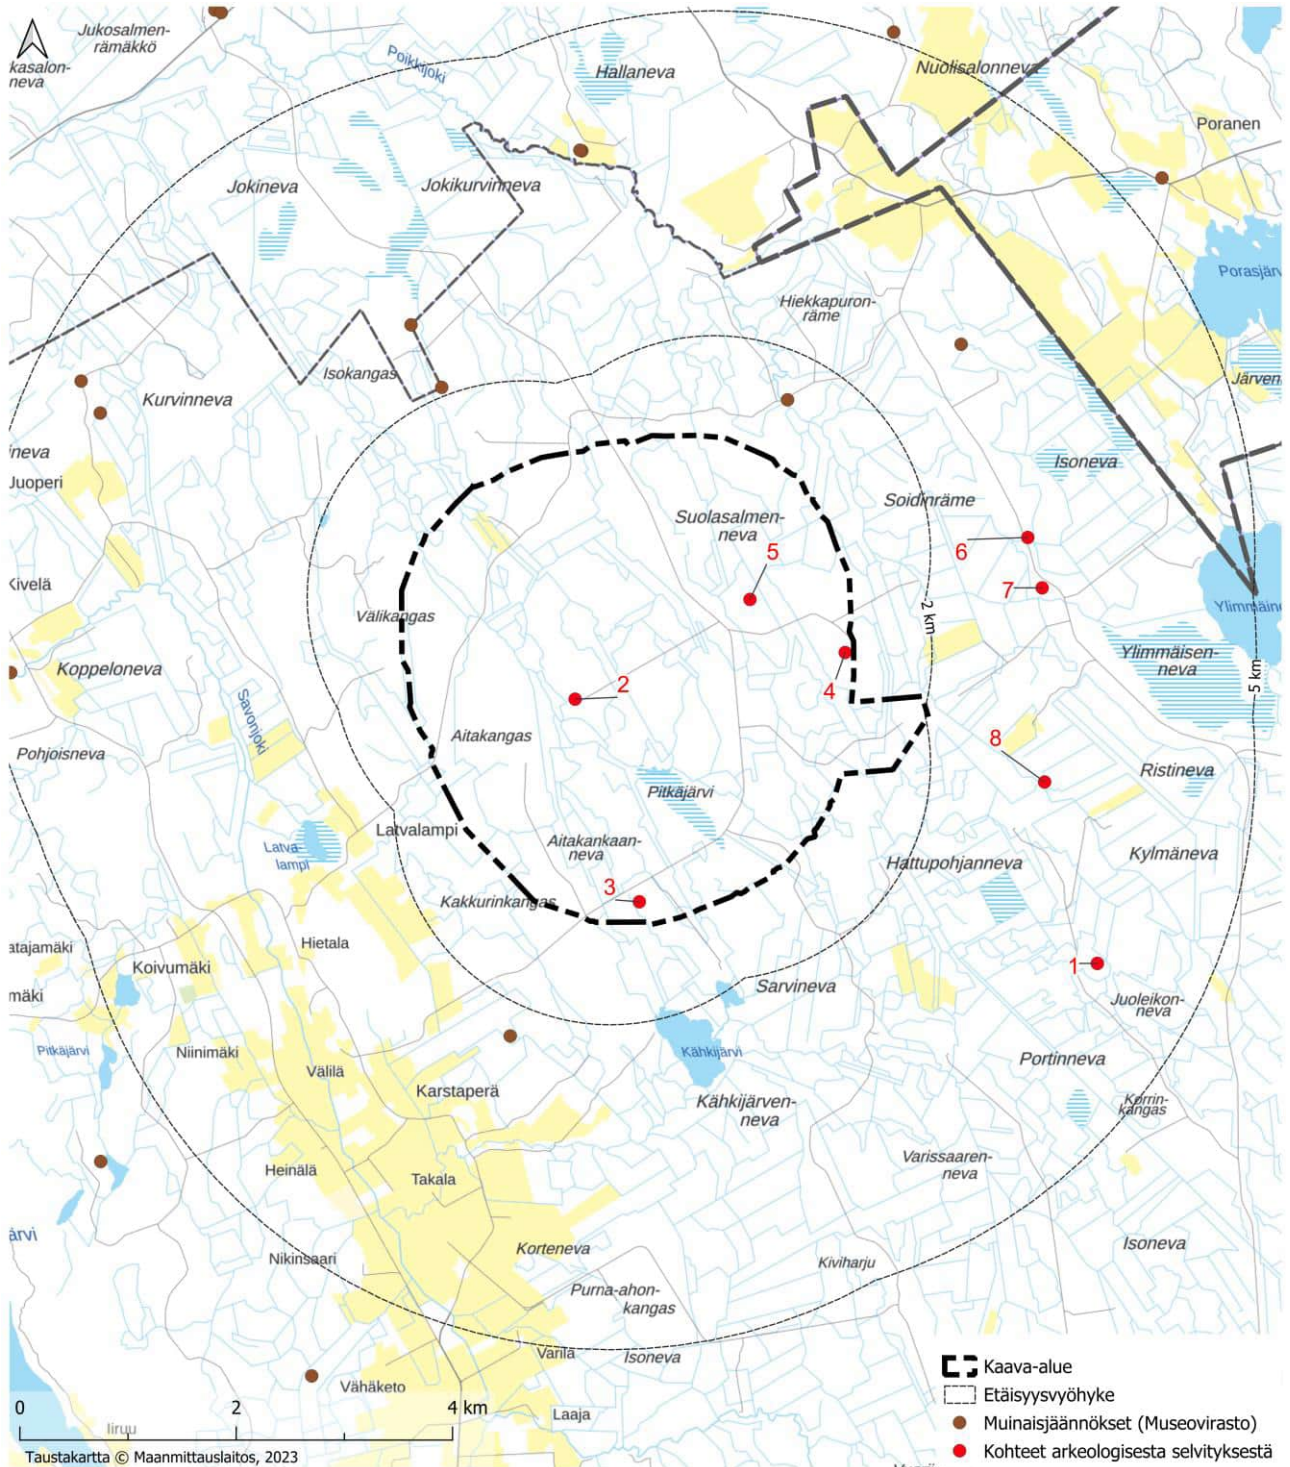 Jukosalmen-
rämäkkö
kasalon-
neva
Poikkijoki
Hallaneva
Nuolisalonneva
Poranen
Jokineva
Jokikurvinneva
Porasjärv
Hiekkapuron-
räme
Isokangas
Järven
Kurvinneva
neva
Juoperi
Isoneva
Soidinräme
Suolasalmen-
neva
5
6
7
Kivelä
Välikangas
2 km
Ylimmäine
Ylimmäisen-
neva
Koppeloneva
2
4
5 km
Savonjoki
Aitakangas
8
Pohjoisneva
Ristineva
Pitkäjärvi
Latvalampi
Latva-
lampi
Aitakankaan-
neva
Hattupohjanneva
Kylmäneva
3
Kakkurinkangas
atajamäki
Hietala
Koivumäki
1
mäki
Sarvineva
Juoleikon-
neva
Pitkäjärvi
Niinimäki
Välilä
Kähkijärvi
Portinneva
Karstaperä
Kähkijärven-
neva
Korrin-
kangas
Heinälä
Takala
Varissaaren-
neva
ärvi
Korteneva
Isoneva
Nikinsaari
Kiviharju
Purna-ahon-
kangas
Varila
Isoneva
Vähäketo
Laaja
Iiruu
0 2 4 km
Taustakartta © Maanmittauslaitos, 2023
Kaava-alue
Etäisyysvyöhyke
Muinaisjäännökset (Museovirasto)
Kohteet arkeologisesta selvityksestä